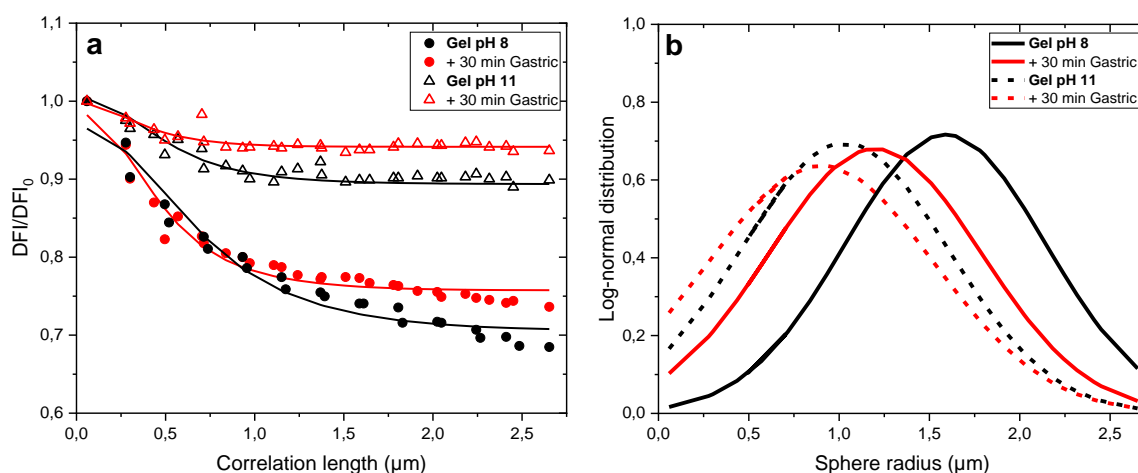 a
Gel pH 8
+ 30 min Gastric
Gel pH 11
+ 30 min Gastric
1,1
1,0
0,9
0,8
0,7
0,6
DFI/DFI0
0,0 0,5 1,0 1,5 2,0 2,5
Correlation length (µm)
b
Gel pH 8
+ 30 min Gastric
Gel pH 11
+ 30 min Gastric
1,0
0,8
0,6
0,4
0,2
0,0
Log-normal distribution
0,0 0,5 1,0 1,5 2,0 2,5
Sphere radius (µm)